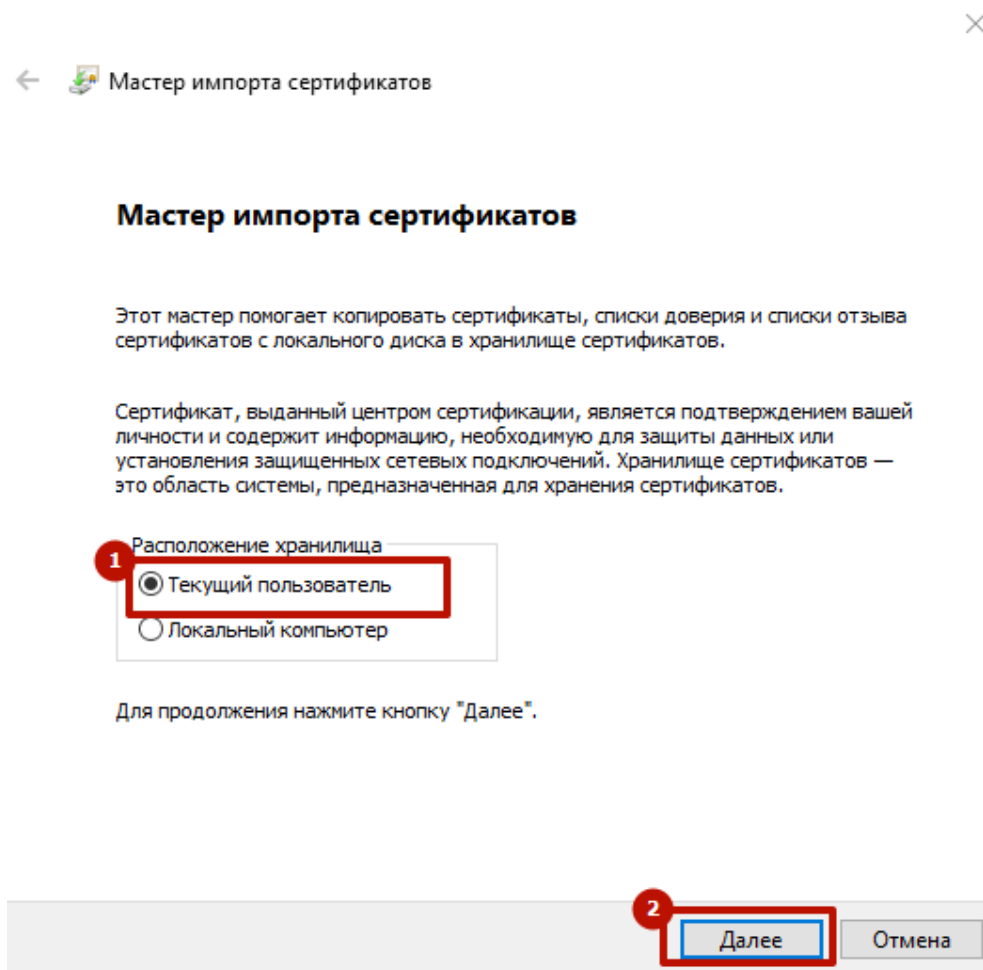 Мастер импорта сертификатов
Мастер импорта сертификатов
Этот мастер помогает копировать сертификаты, списки доверия и списки отзыва
сертификатов с локального диска в хранилище сертификатов.
Сертификат, выданный центром сертификации, является подтверждением вашей
личности и содержит информацию, необходимую для защиты данных или
установления защищенных сетевых подключений. Хранилище сертификатов —
это область системы, предназначенная для хранения сертификатов.
Расположение хранилища
1
Текущий пользователь
Локальный компьютер
Для продолжения нажмите кнопку "Далее".
2
Далее
Отмена